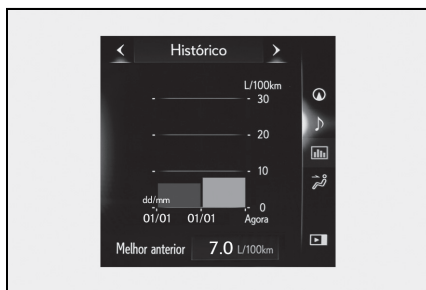 Histórico
L/100km
30
20
10
0
dd/mm
01/01 01/01 Agora
Melhor anterior 7.0 L/100km